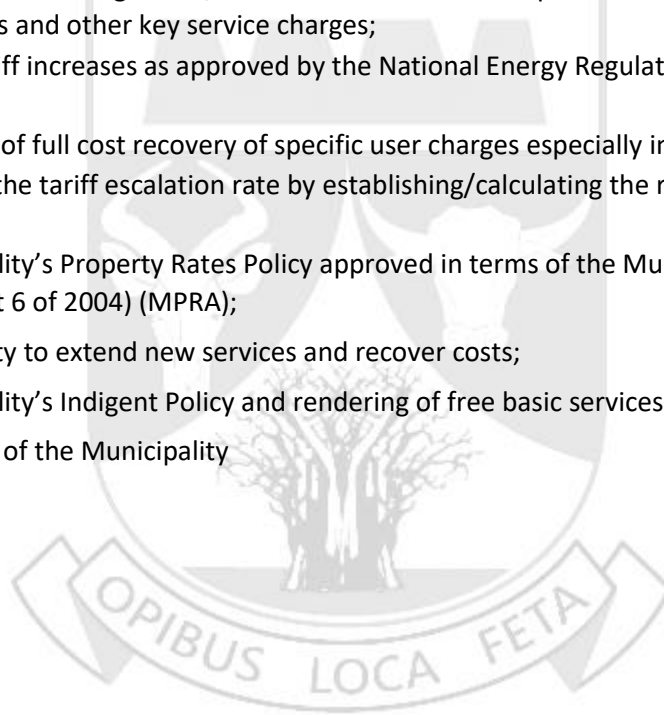 s and other key service charges;
ff increases as approved by the National Energy Regulat
of full cost recovery of specific user charges especially in
the tariff escalation rate by establishing/calculating the r
lity’s Property Rates Policy approved in terms of the Mu
t 6 of 2004) (MPRA);
ty to extend new services and recover costs;
lity’s Indigent Policy and rendering of free basic services
of the Municipality
OPIBUS LOCA FETA